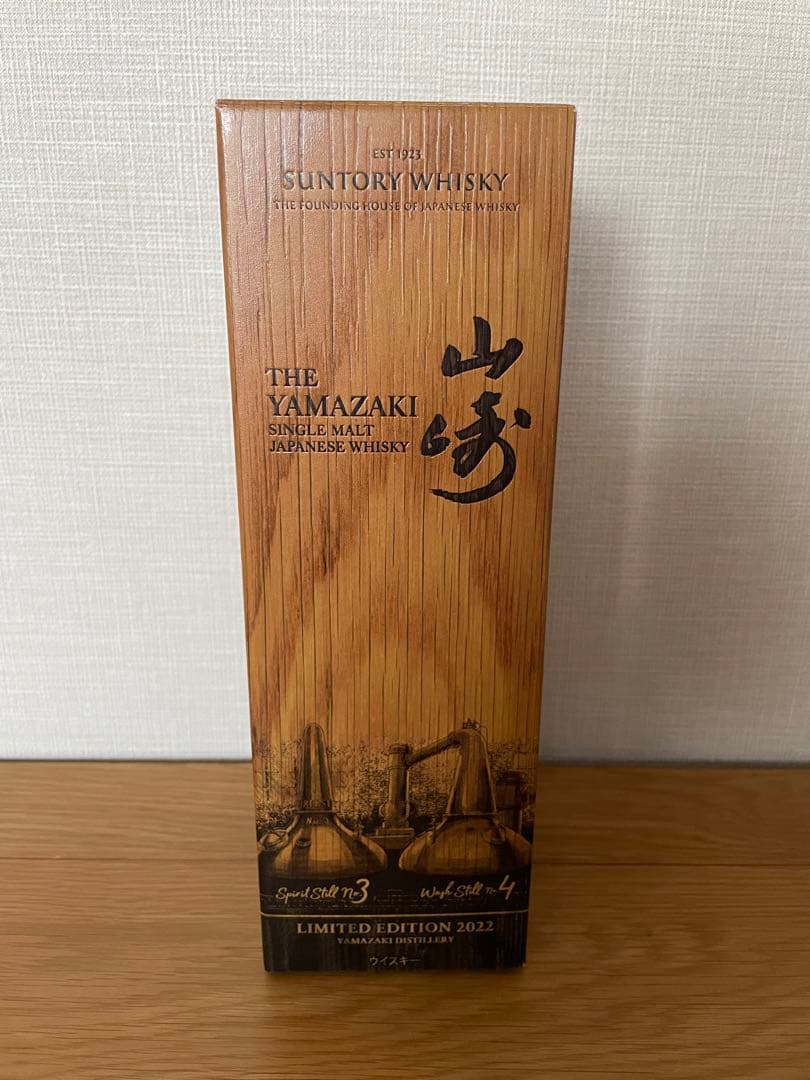 EST 1923
SUNTORY WHISKY
THE FOUNDING HOUSE OF JAPANESE WHISKY
山崎
THE
YAMAZAKI
SINGLE MALT
JAPANESE WHISKY
Spirit Still No.3
Wash Still No.4
LIMITED EDITION 2022
YAMAZAKI DISTILLERY
ウイスキー